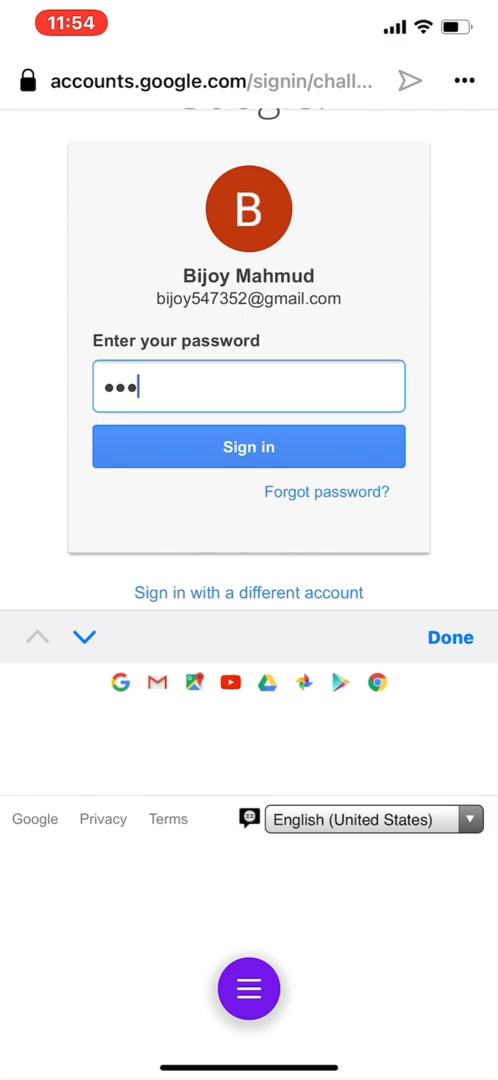 11:54
accounts.google.com/signin/chall...
B
Bijoy Mahmud
bijoy547352@gmail.com
Enter your password
Sign in
Forgot password?
Sign in with a different account
Done
Google Privacy Terms English (United States)